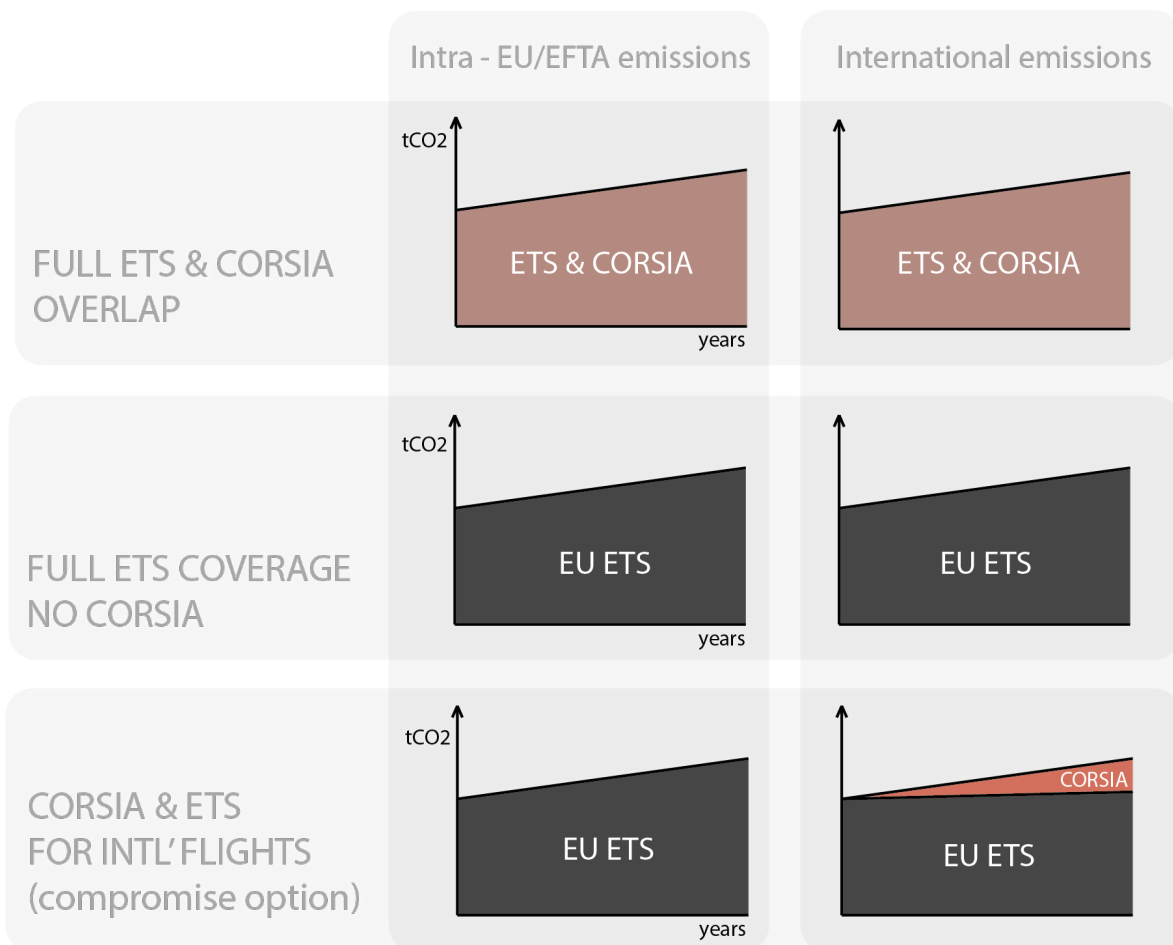 Intra - EU/EFTA emissions
International emissions
FULL ETS & CORSIA
OVERLAP
tCO2
ETS & CORSIA
years
ETS & CORSIA
FULL ETS COVERAGE
NO CORSIA
tCO2
EU ETS
years
EU ETS
CORSIA & ETS
FOR INTL' FLIGHTS
(compromise option)
tCO2
EU ETS
years
CORSIA
EU ETS